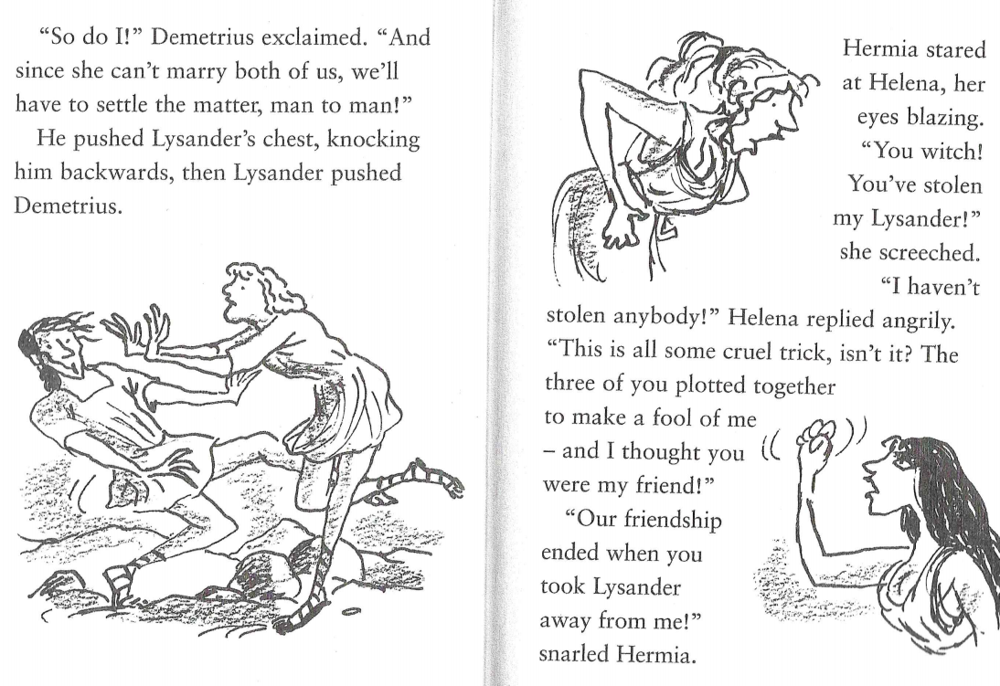 “So do I!” Demetrius exclaimed. “And
since she can’t marry both of us, we’ll
have to settle the matter, man to man!”
He pushed Lysander’s chest, knocking
him backwards, then Lysander pushed
Demetrius.
Hermia stared
at Helena, her
eyes blazing.
“You witch!
You’ve stolen
my Lysander!”
she screeched.
“I haven’t
stolen anybody!” Helena replied angrily.
“This is all some cruel trick, isn’t it? The
three of you plotted together
to make a fool of me
– and I thought you
were my friend!”
“Our friendship
ended when you
took Lysander
away from me!”
snarled Hermia.